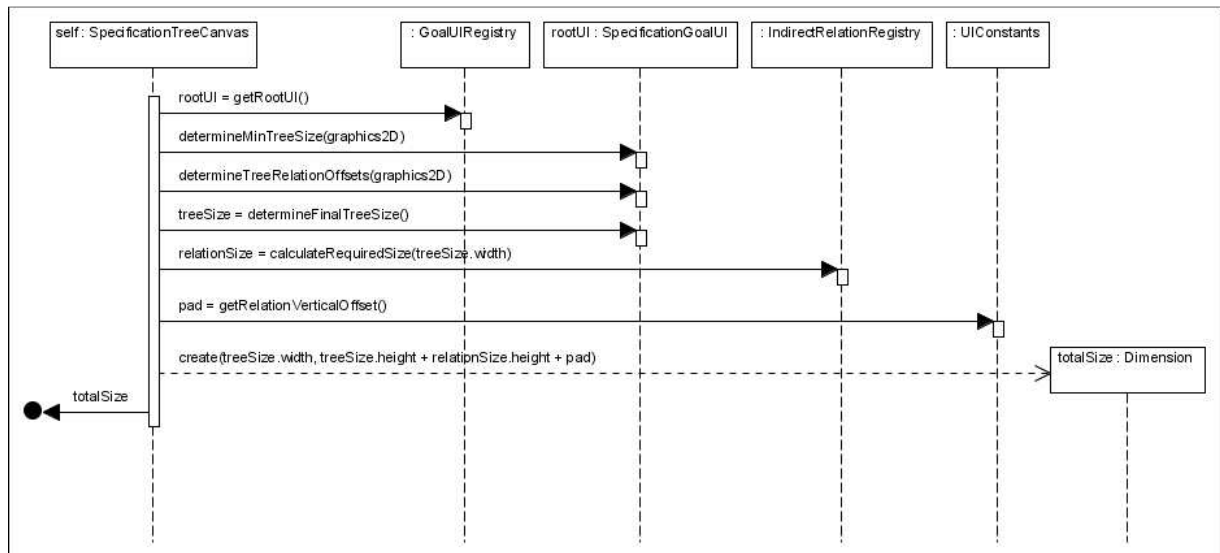 self: SpecificationTreeCanvas
: GoalUIRegistry
rootUI : SpecificationGoalUI
: IndirectRelationRegistry
: UIConstants
rootUI = getRootUI()
determineMinTreeSize(graphics2D)
determineTreeRelationOffsets(graphics2D)
treeSize = determineFinalTreeSize()
relationSize = calculateRequiredSize(treeSize.width)
pad = getRelationVerticalOffset()
create(treeSize.width, treeSize.height + relationSize.height + pad)
totalSize : Dimension
totalSize